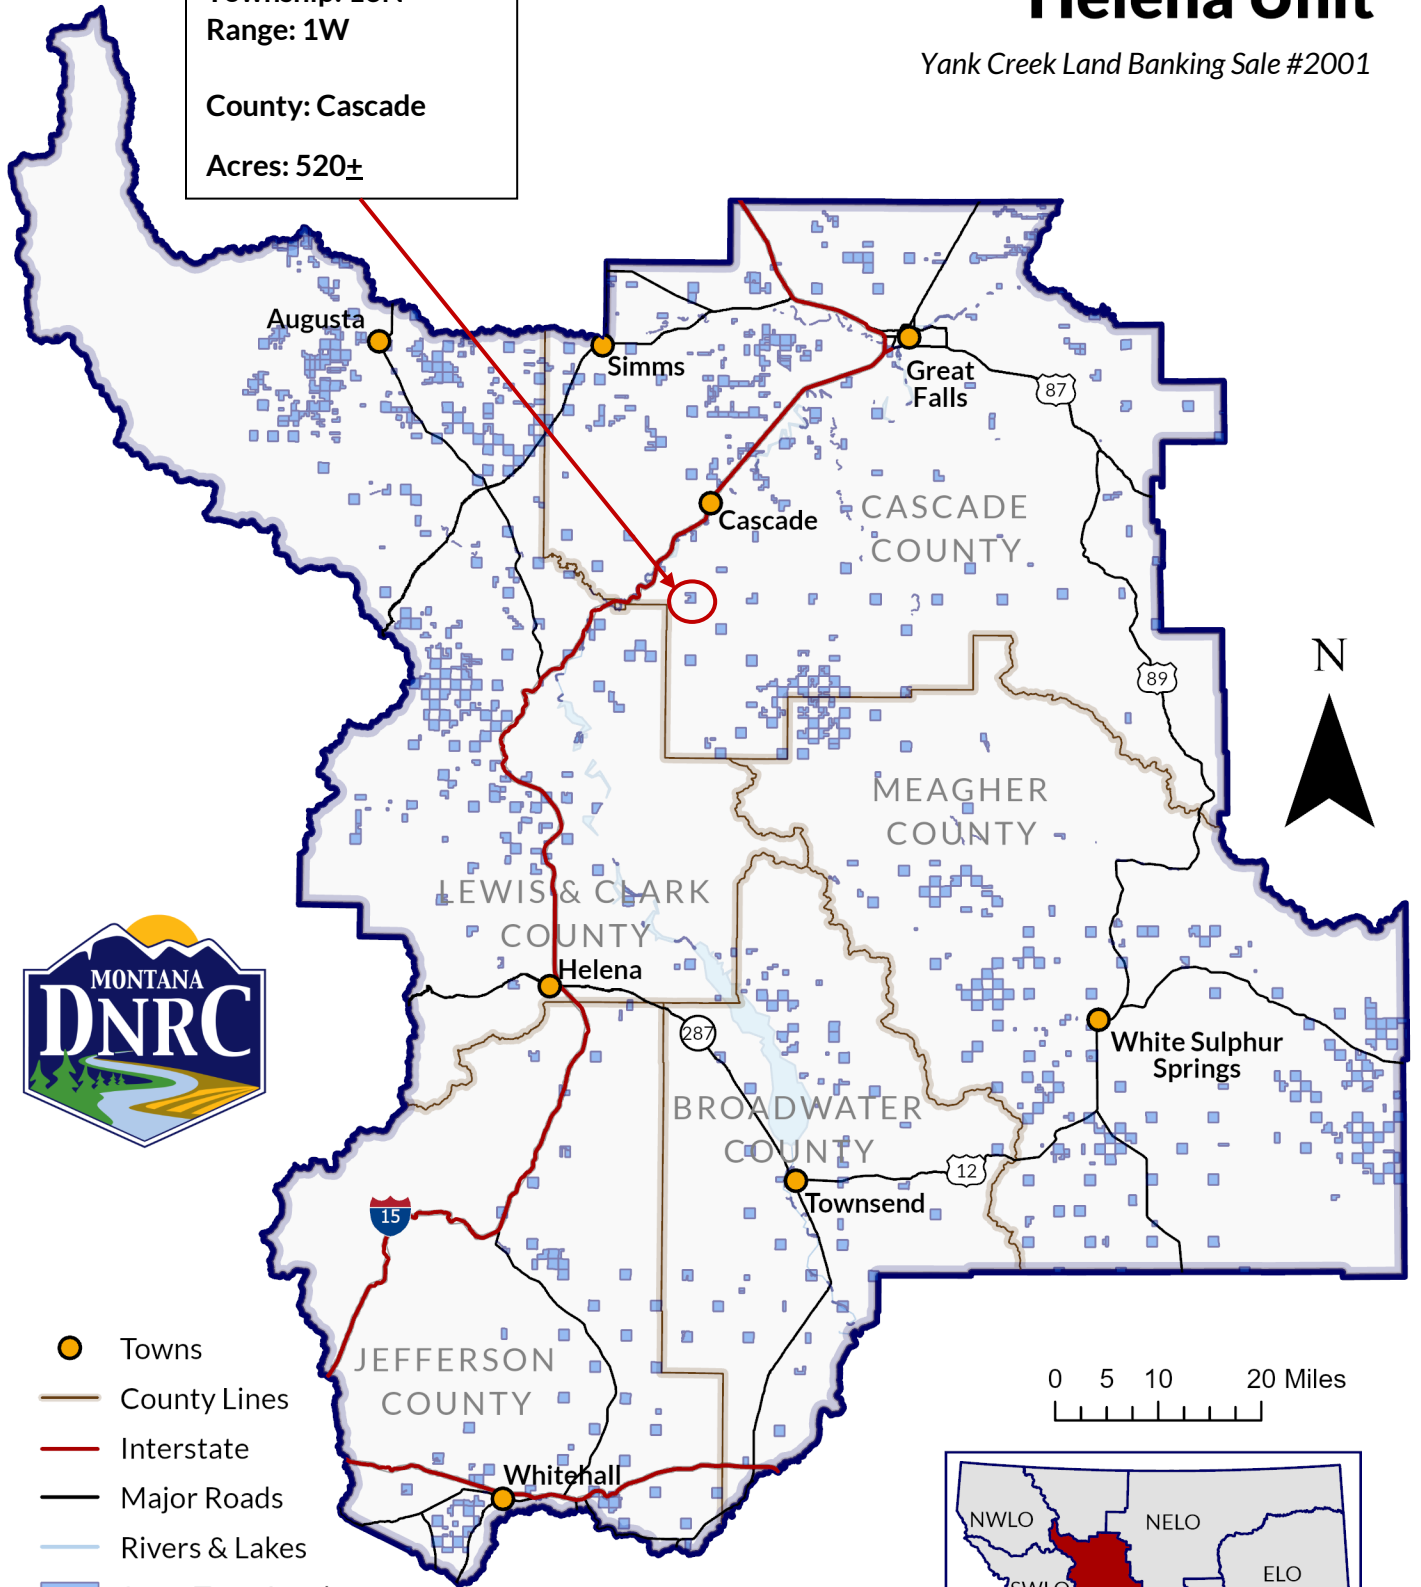 Range: 1W
County: Cascade
Acres: 520±
Helena Unit
Yank Creek Land Banking Sale #2001
Augusta
Simms
Great
Falls
87
Cascade
CASCADE
COUNTY
N
89
MEAGHER
COUNTY
LEWIS & CLARK
COUNTY
Helena
MONTANA
DNRC
287
White Sulphur
Springs
BROADWATER
COUNTY
12
Townsend
15
JEFFERSON
COUNTY
Whitehall
Towns
County Lines
Interstate
Major Roads
Rivers & Lakes
0 5 10 20 Miles
NWLO
NELO
ELO
SWLO